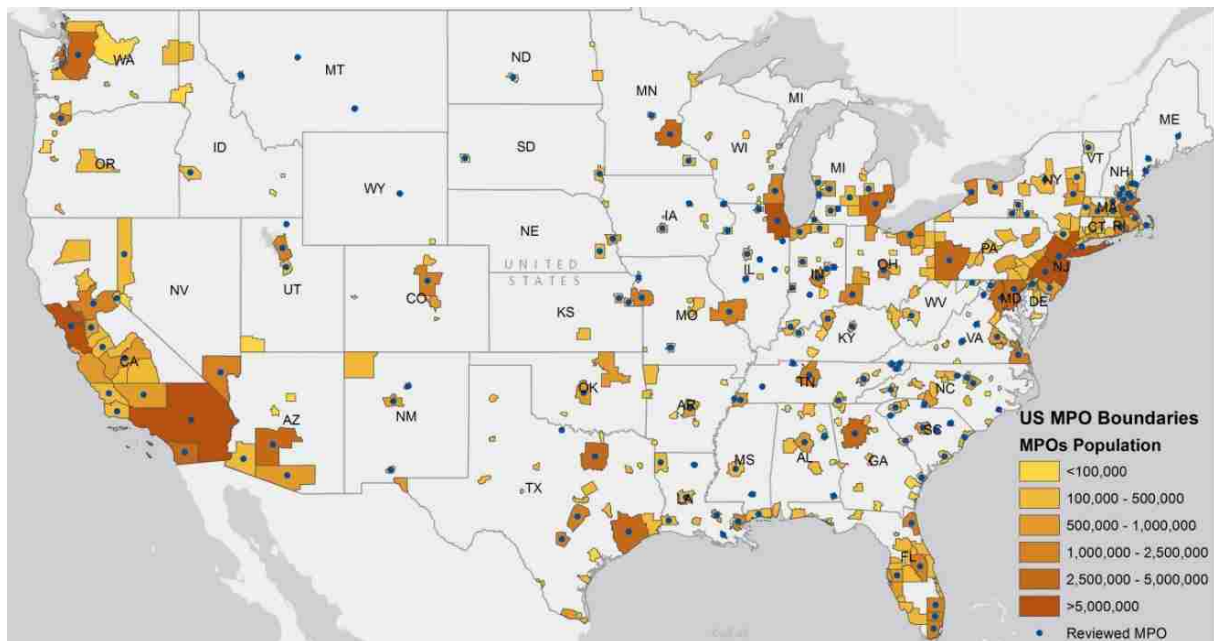 WA
MT
ND
MN
MI
ME
OR
ID
SD
WI
MI
VT
NH
NY
MA
CT RI
WY
IA
NE
PA
NJ
UNITED
STATES
IL
IN
OH
MD
DE
NV
UT
CO
KS
MO
WV
KY
VA
CA
AZ
NM
OK
AR
TN
NC
SC
TX
LA
MS
AL
GA
FL
US MPO Boundaries
MPOs Population
<100,000
100,000 - 500,000
500,000 - 1,000,000
1,000,000 - 2,500,000
2,500,000 - 5,000,000
>5,000,000
Reviewed MPO